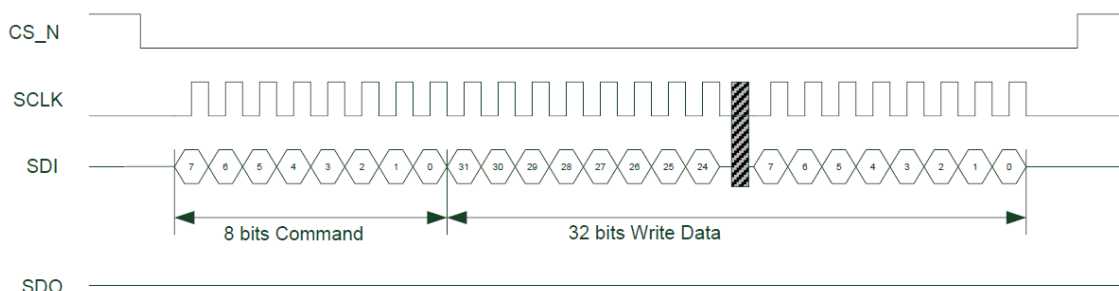 CS_N
SCLK
SDI 7 6 5 4 3 2 1 0 31 30 29 28 27 26 25 24 7 6 5 4 3 2 1 0
8 bits Command 32 bits Write Data
SDO